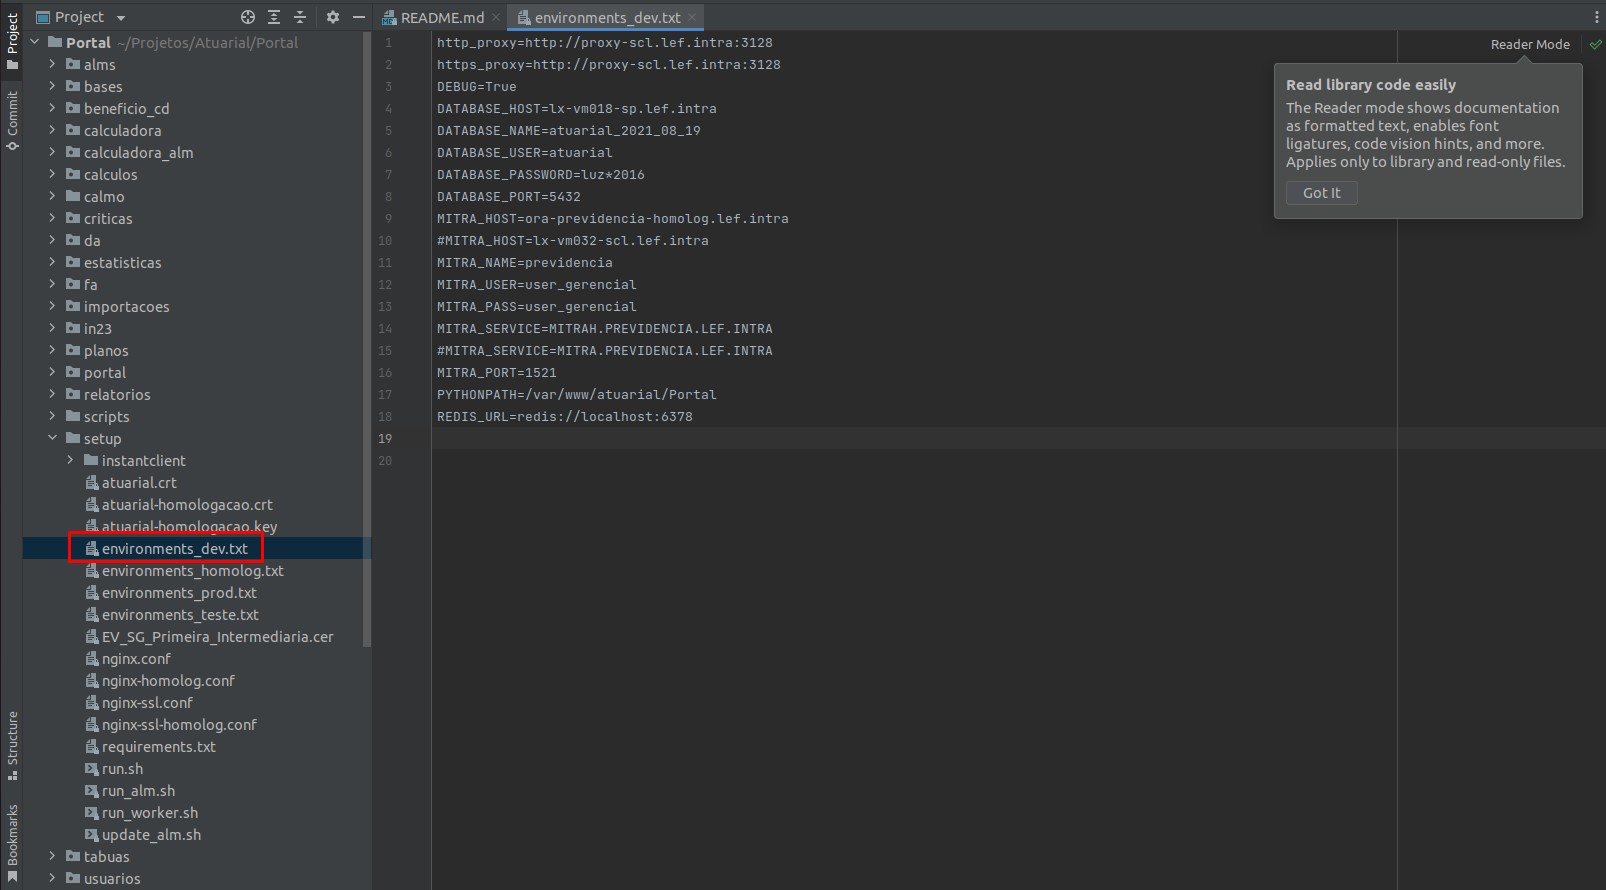 Project
README.md
environments_dev.txt
Project
Commit
Structure
Bookmarks
Portal ~/Projetos/Atuarial/Portal
alms
bases
beneficio_cd
calculadora
calculadora_alm
calculos
calmo
criticas
da
estatisticas
fa
importacoes
in23
planos
portal
relatorios
scripts
setup
instantclient
atuarial.crt
atuarial-homologacao.crt
atuarial-homologacao.key
environments_dev.txt
environments_homolog.txt
environments_prod.txt
environments_teste.txt
EV_SG_Primeira_Intermediaria.cer
nginx.conf
nginx-homolog.conf
nginx-ssl.conf
nginx-ssl-homolog.conf
requirements.txt
run.sh
run_alm.sh
run_worker.sh
update_alm.sh
tabuas
usuarios
1 http_proxy=http://proxy-scl.lef.intra:3128
2 https_proxy=http://proxy-scl.lef.intra:3128
3 DEBUG=True
4 DATABASE_HOST=lx-vm018-sp.lef.intra
5 DATABASE_NAME=atuarial_2021_08_19
6 DATABASE_USER=atuarial
7 DATABASE_PASSWORD=luz*2016
8 DATABASE_PORT=5432
9 MITRA_HOST=ora-previdencia-homolog.lef.intra
10 #MITRA_HOST=lx-vm032-scl.lef.intra
11 MITRA_NAME=previdencia
12 MITRA_USER=user_gerencial
13 MITRA_PASS=user_gerencial
14 MITRA_SERVICE=MITRAH.PREVIDENCIA.LEF.INTRA
15 #MITRA_SERVICE=MITRA.PREVIDENCIA.LEF.INTRA
16 MITRA_PORT=1521
17 PYTHONPATH=/var/www/atuarial/Portal
18 REDIS_URL=redis://localhost:6378
19
20
Reader Mode
Read library code easily
The Reader mode shows documentation
as formatted text, enables font
ligatures, code vision hints, and more.
Applies only to library and read-only files.
Got It